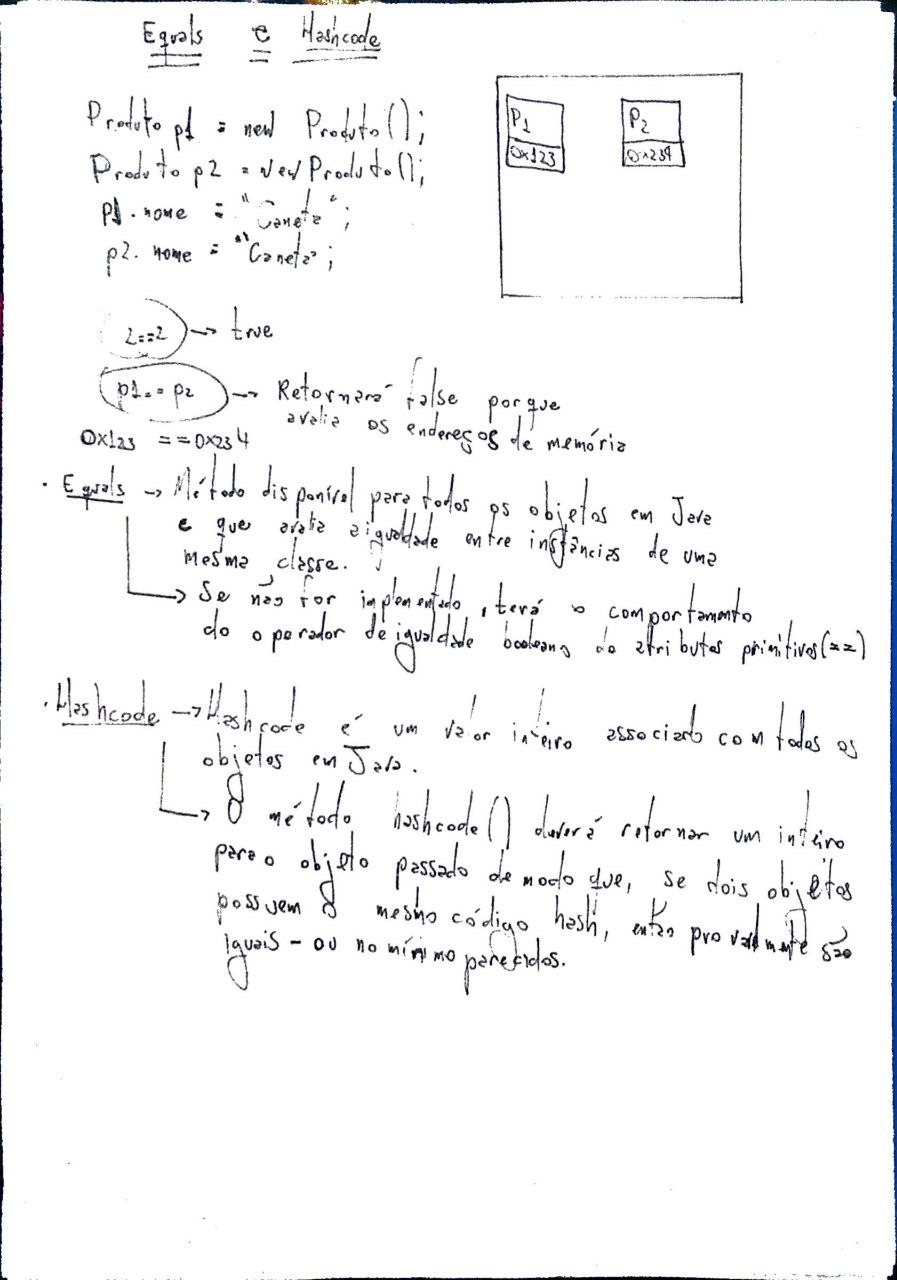 Equals e Hashcode
Produto p1 = new Produto();
Produto p2 = new Produto();
p1.nome = "Caneta";
p2.nome = "Caneta";
P1
0x123
P2
0x234
2==2 → true
p1 == p2 → Retornará false porque
avalia os endereços de memória
0x123 == 0x234
· Equals → Método disponível para todos os objetos em Java
e que avalia a igualdade entre instâncias de uma
mesma classe.
→ Se não for implementado, terá o comportamento
do operador de igualdade booleano de atributos primitivos (==)
· Hashcode → Hashcode é um valor inteiro associado com todos os
objetos em Java.
→ O método hashcode() deverá retornar um inteiro
para o objeto passado de modo que, se dois objetos
possuem o mesmo código hash, então provavelmente são
iguais - ou no mínimo parecidos.